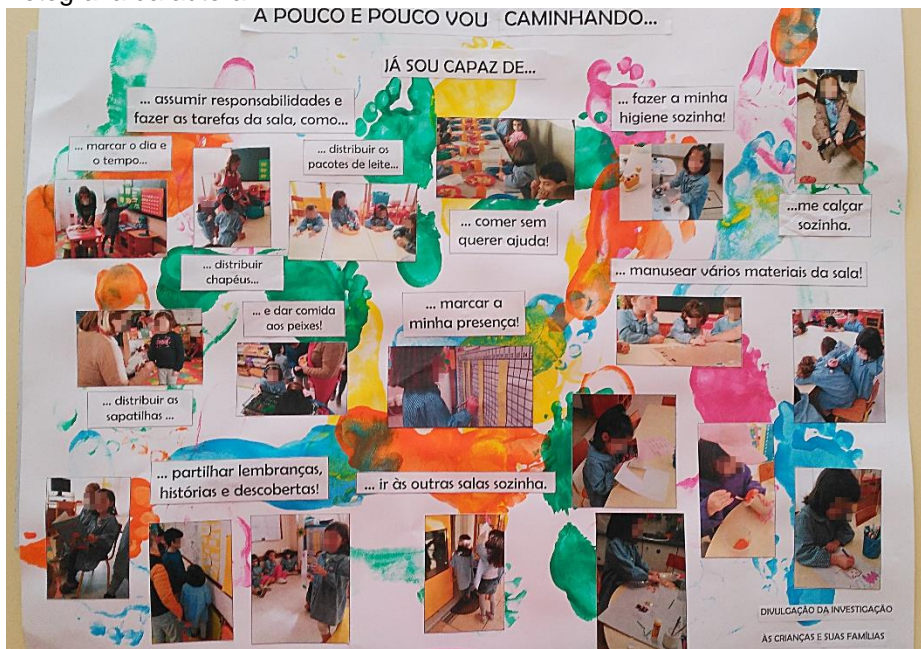 A POUCO E POUCO VOU CAMINHANDO...
JÁ SOU CAPAZ DE...
... assumir responsabilidades e
fazer as tarefas da sala, como...
... marcar o dia e
o tempo...
... distribuir os
pacotes de leite...
... comer sem
querer ajuda!
... fazer a minha
higiene sozinha!
...me calçar
sozinha.
... distribuir
chapéus...
... manusear vários materiais da sala!
... e dar comida
aos peixes!
... marcar a
minha presença!
... distribuir as
sapatilhas ...
... partilhar lembranças,
histórias e descobertas!
... ir às outras salas sozinha.
DIVULGAÇÃO DA INVESTIGAÇÃO
ÀS CRIANÇAS E SUAS FAMÍLIAS